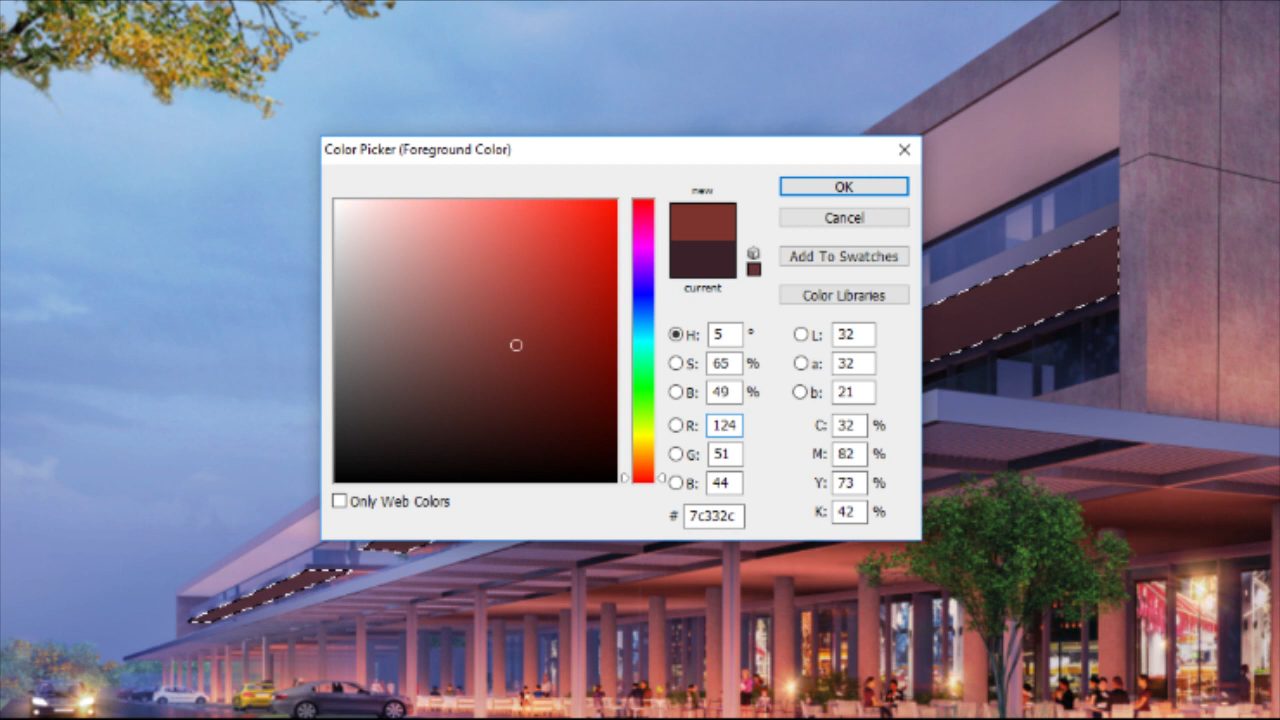 Color Picker (Foreground Color)
new
current
OK
Cancel
Add To Swatches
Color Libraries
H: 5 °
S: 65 %
B: 49 %
R: 124
G: 51
B: 44
# 7c332c
L: 32
a: 32
b: 21
C: 32 %
M: 82 %
Y: 73 %
K: 42 %
Only Web Colors